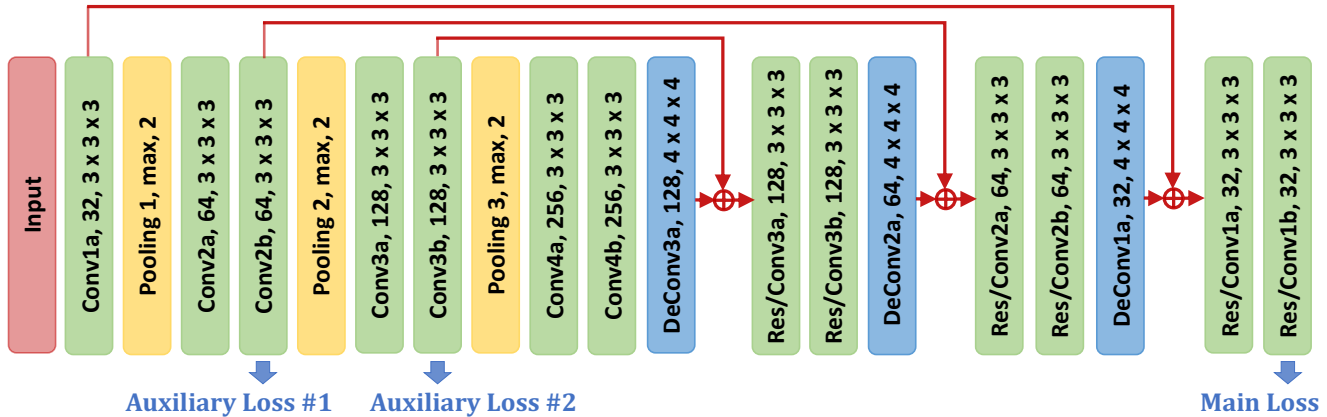 Input
Conv1a, 32, 3 x 3 x 3
Pooling 1, max, 2
Conv2a, 64, 3 x 3 x 3
Conv2b, 64, 3 x 3 x 3
Pooling 2, max, 2
Conv3a, 128, 3 x 3 x 3
Conv3b, 128, 3 x 3 x 3
Pooling 3, max, 2
Conv4a, 256, 3 x 3 x 3
Conv4b, 256, 3 x 3 x 3
DeConv3a, 128, 4 x 4 x 4
Res/Conv3a, 128, 3 x 3 x 3
Res/Conv3b, 128, 3 x 3 x 3
DeConv2a, 64, 4 x 4 x 4
Res/Conv2a, 64, 3 x 3 x 3
Res/Conv2b, 64, 3 x 3 x 3
DeConv1a, 32, 4 x 4 x 4
Res/Conv1a, 32, 3 x 3 x 3
Res/Conv1b, 32, 3 x 3 x 3
Auxiliary Loss #1
Auxiliary Loss #2
Main Loss